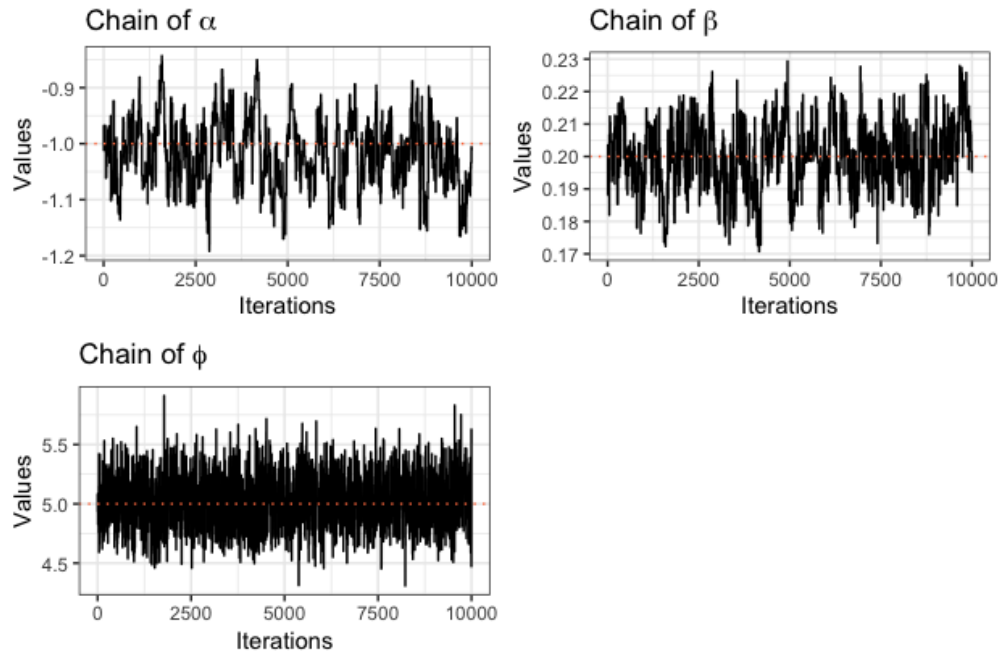 Chain of α
Values
-0.9
-1.0
-1.1
-1.2
0 2500 5000 7500 10000
Iterations
Chain of β
Values
0.23
0.22
0.21
0.20
0.19
0.18
0.17
0 2500 5000 7500 10000
Iterations
Chain of ϕ
Values
5.5
5.0
4.5
0 2500 5000 7500 10000
Iterations